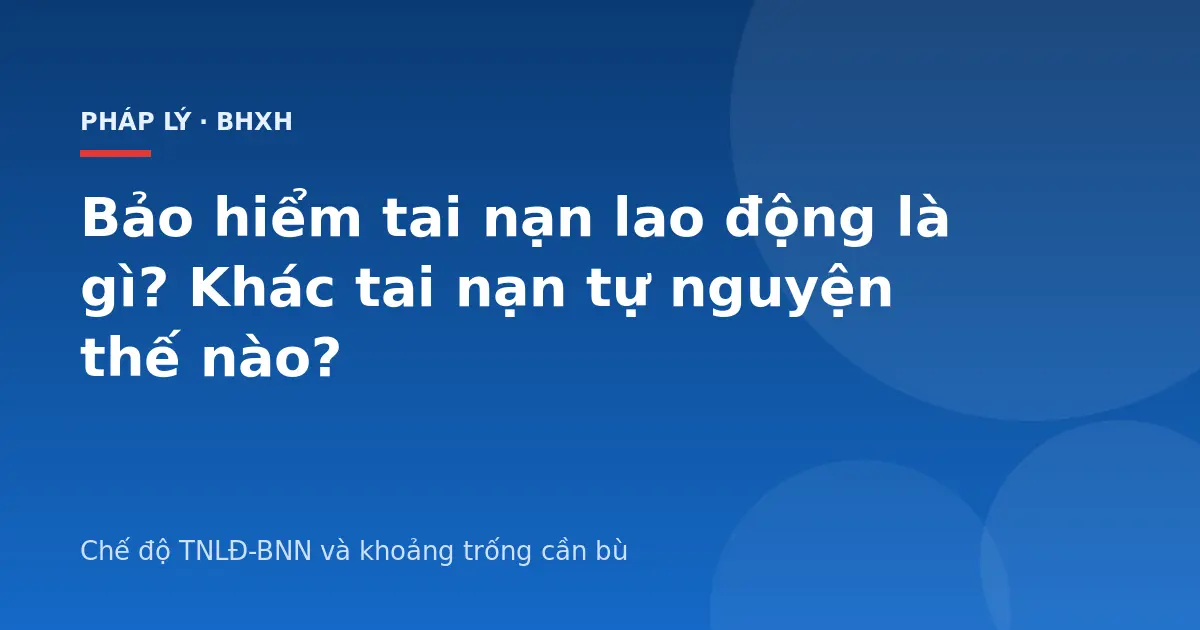 PHÁP LÝ · BHXH
Bảo hiểm tai nạn lao động là
gì? Khác tai nạn tự nguyện
thế nào?
Chế độ TNLĐ-BNN và khoảng trống cần bù